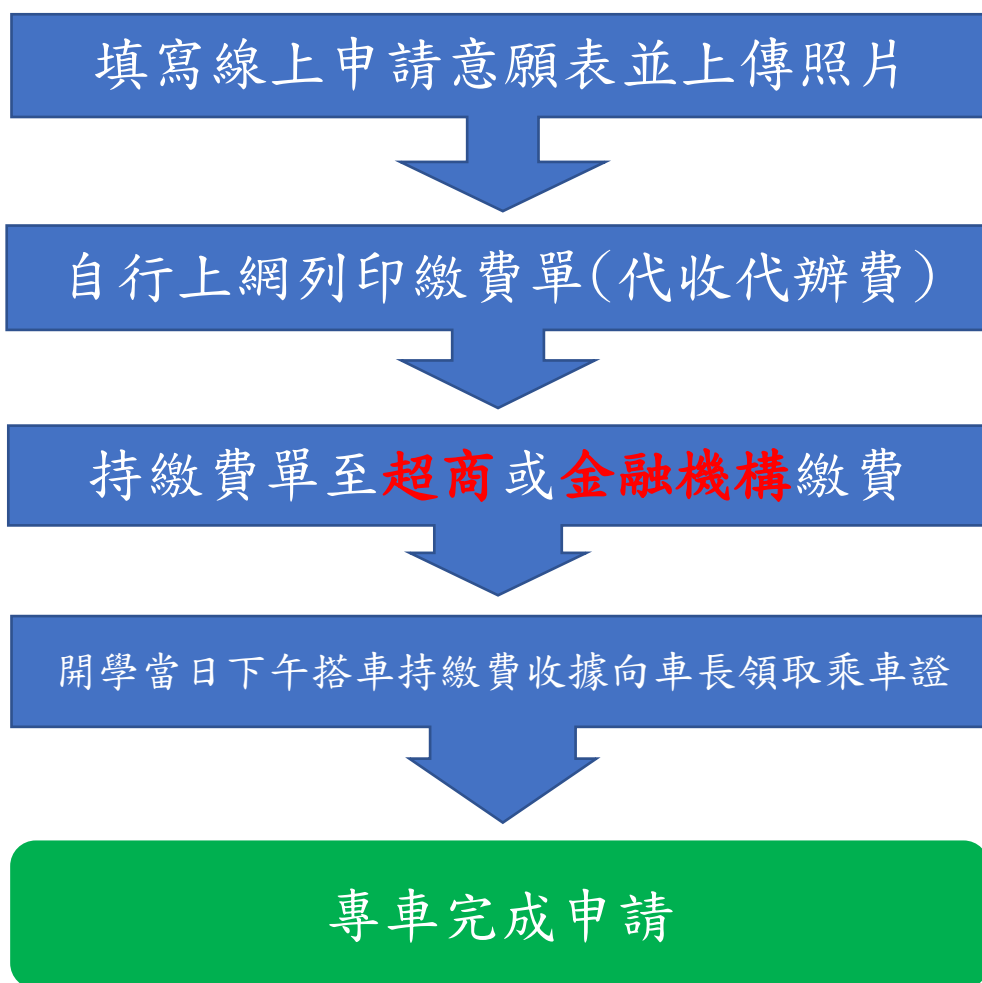 填寫線上申請意願表並上傳照片
自行上網列印繳費單(代收代辦費)
持繳費單至超商或金融機構繳費
開學當日下午搭車持繳費收據向車長領取乘車證
專車完成申請